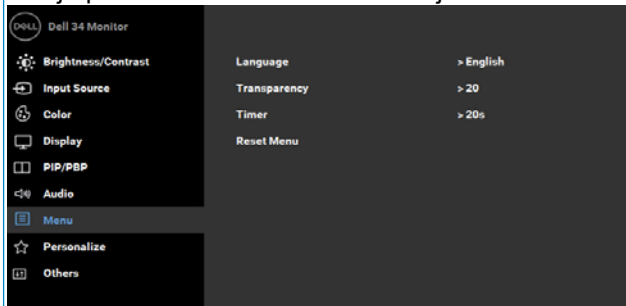 DELL Dell 34 Monitor
Brightness/Contrast
Language > English
Input Source
Transparency > 20
Color
Timer > 20s
Display
Reset Menu
PIP/PBP
Audio
Menu
Personalize
Others